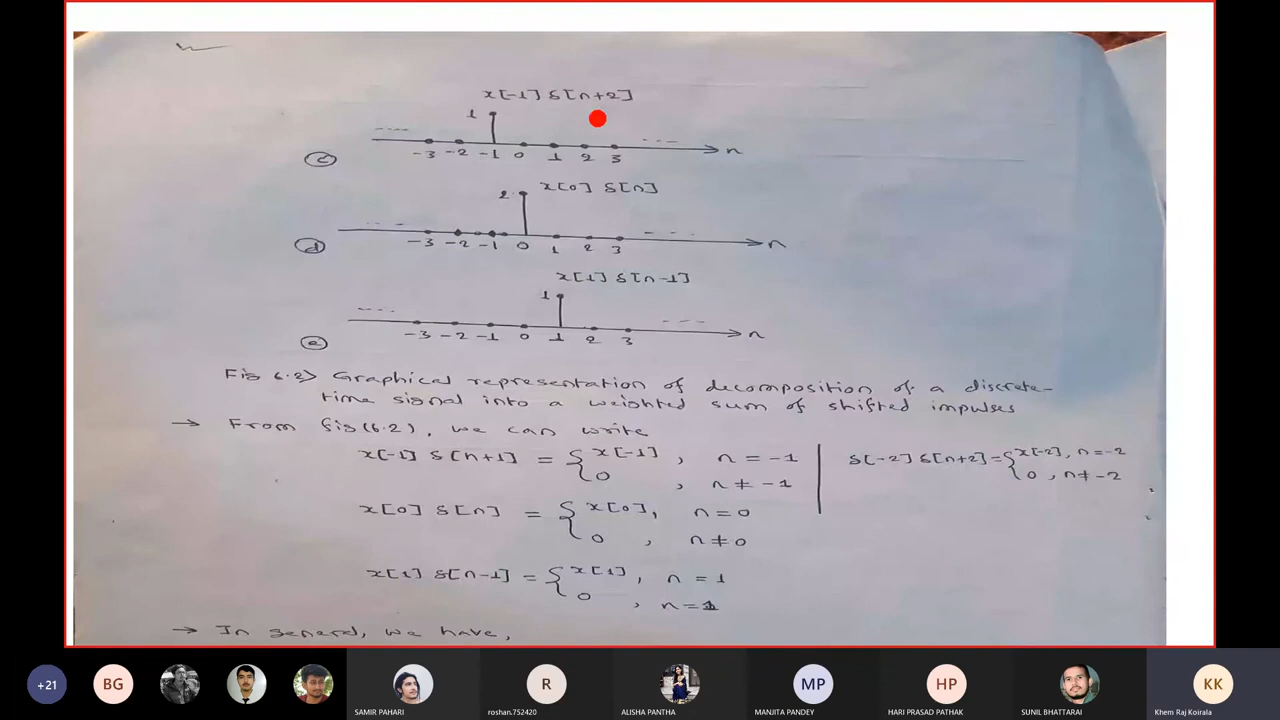 x[-1] δ[n+2]
1
-3 -2 -1 0 1 2 3 n
c
x[0] δ[n]
2
-3 -2 -1 0 1 2 3 n
d
x[1] δ[n-1]
1
-3 -2 -1 0 1 2 3 n
e
Fig 6.2> Graphical representation of decomposition of a discrete-
time signal into a weighted sum of shifted impulses
→ From fig(6.2), we can write
x[-1] δ[n+1] = { x[-1] , n = -1
0 , n ≠ -1
δ[-2] δ[n+2] = { x[-2], n = -2
0 , n ≠ -2
x[0] δ[n] = { x[0], n = 0
0 , n ≠ 0
x[1] δ[n-1] = { x[1], n = 1
0 , n = 1
→ In general, we have,
+21
BG
SAMIR PAHARI
R
roshan.752420
ALISHA PANTHA
MP
MANJITA PANDEY
HP
HARI PRASAD PATHAK
SUNIL BHATTARAI
KK
Khem Raj Koirala